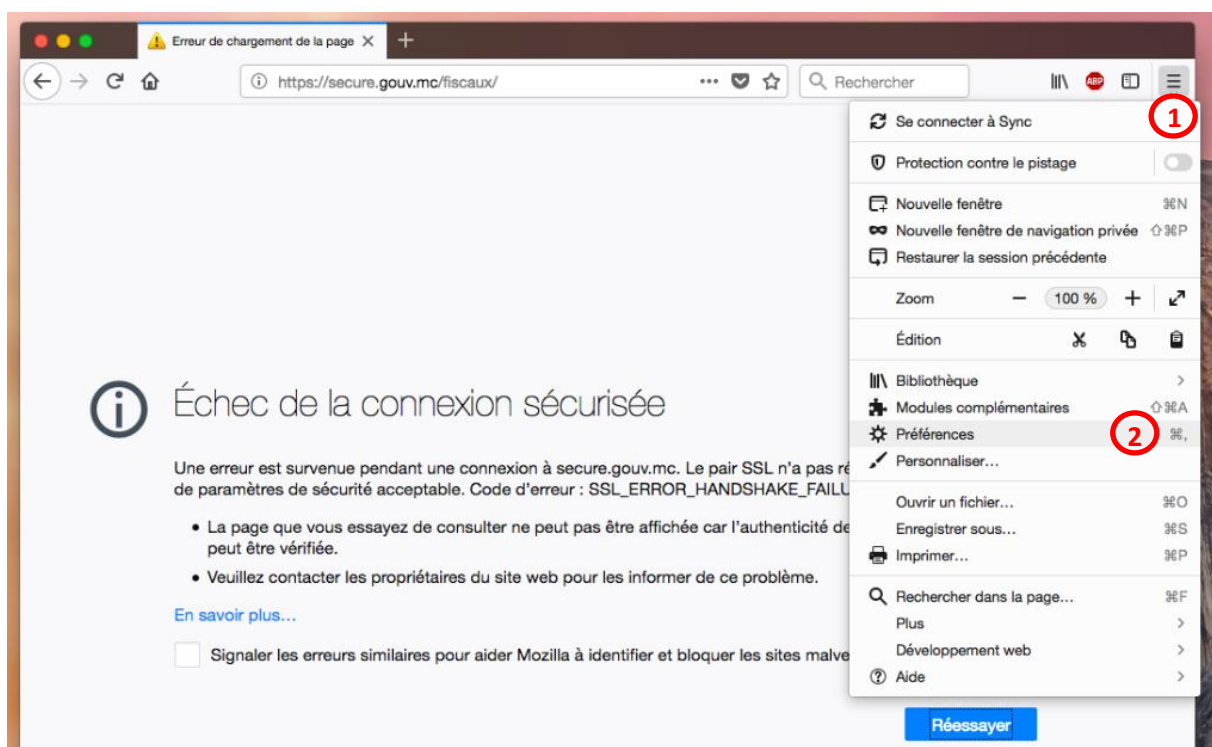 Erreur de chargement de la page
https://secure.gouv.mc/fiscaux/
Rechercher
ABP
1
Se connecter à Sync
Protection contre le pistage
Nouvelle fenêtre ⌘N
Nouvelle fenêtre de navigation privée ⇧⌘P
Restaurer la session précédente
Zoom − 100 % +
Édition
Bibliothèque
Modules complémentaires ⇧⌘A
Préférences 2 ⌘,
Personnaliser…
Ouvrir un fichier… ⌘O
Enregistrer sous… ⌘S
Imprimer… ⌘P
Rechercher dans la page… ⌘F
Plus
Développement web
Aide
Échec de la connexion sécurisée
Une erreur est survenue pendant une connexion à secure.gouv.mc. Le pair SSL n'a pas
de paramètres de sécurité acceptable. Code d'erreur : SSL_ERROR_HANDSHAKE_FAILU
• La page que vous essayez de consulter ne peut pas être affichée car l'authenticité
peut être vérifiée.
• Veuillez contacter les propriétaires du site web pour les informer de ce problème.
En savoir plus…
Signaler les erreurs similaires pour aider Mozilla à identifier et bloquer les sites
Réessayer